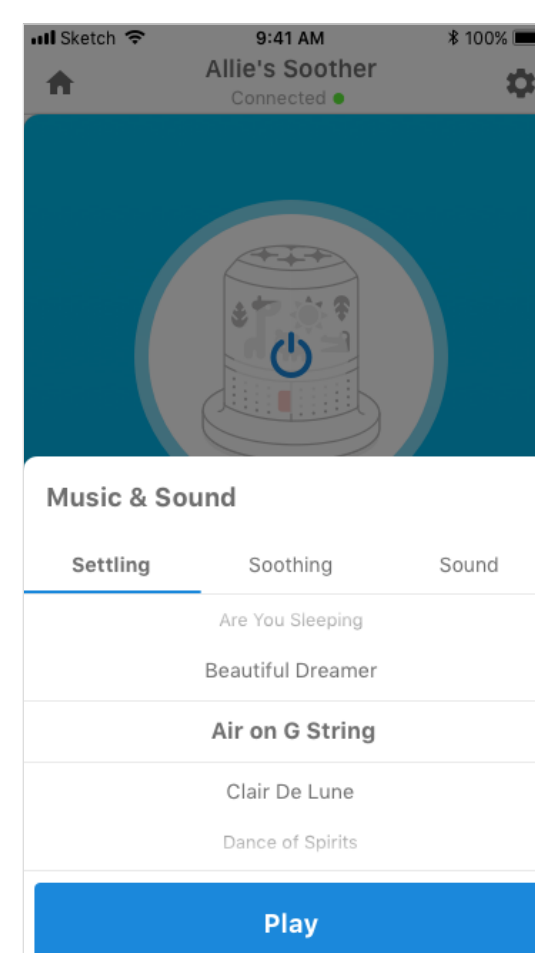 Sketch 9:41 AM 100%
Allie's Soother
Connected
Music & Sound
Settling Soothing Sound
Are You Sleeping
Beautiful Dreamer
Air on G String
Clair De Lune
Dance of Spirits
Play